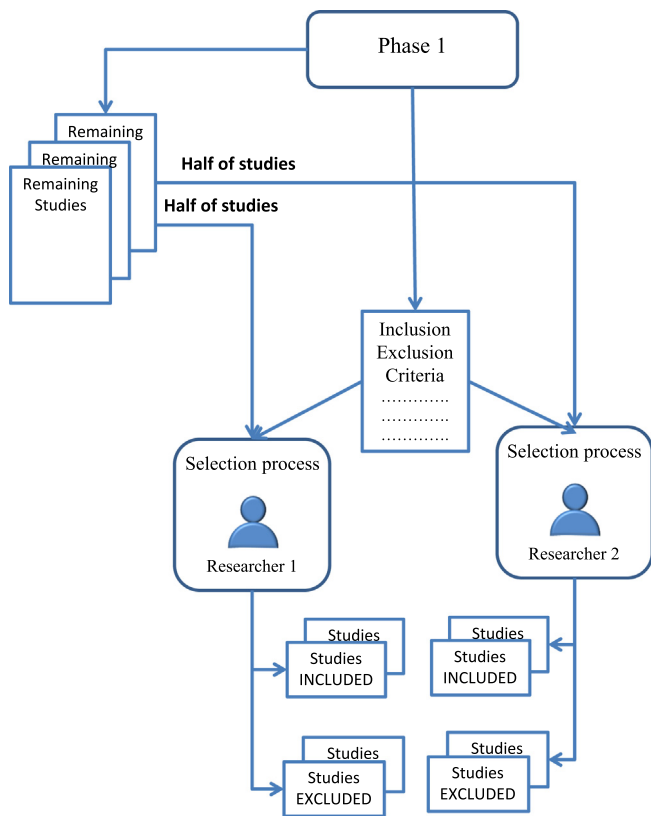 Phase 1
Remaining
Remaining
Remaining
Studies
Half of studies
Half of studies
Inclusion
Exclusion
Criteria
.............
.............
.............
Selection process
Researcher 1
Selection process
Researcher 2
Studies
Studies
INCLUDED
Studies
Studies
INCLUDED
Studies
Studies
EXCLUDED
Studies
Studies
EXCLUDED